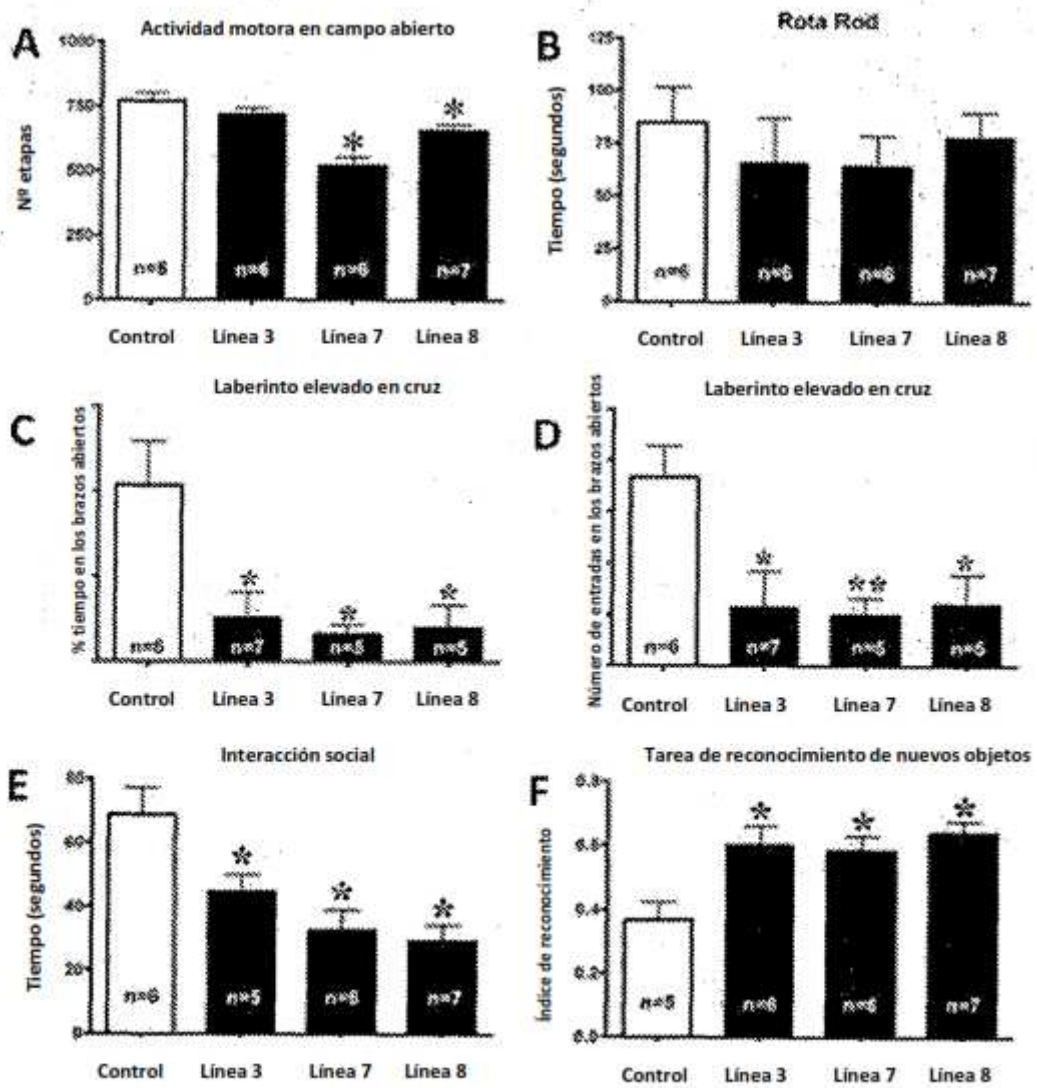 A
Actividad motora en campo abierto
Nº etapas
1000
750
500
250
0
* *
n=6 n=6 n=7
Control Línea 3 Línea 7 Línea 8
B
Rota Rod
Tiempo (segundos)
125
100
75
50
25
0
n=6 n=6 n=6 n=7
Control Línea 3 Línea 7 Línea 8
C
Laberinto elevado en cruz
% tiempo en los brazos abiertos
* * *
n=6 n=7 n=5
Control Línea 3 Línea 7 Línea 8
D
Laberinto elevado en cruz
Número de entradas en los brazos abiertos
* ** *
n=6 n=7
Control Línea 3 Línea 7 Línea 8
E
Interacción social
Tiempo (segundos)
80
60
40
20
0
* * *
n=6 n=5 n=6 n=7
Control Línea 3 Línea 7 Línea 8
F
Tarea de reconocimiento de nuevos objetos
Índice de reconocimiento
0.8
0.6
0.4
0.2
0.0
* * *
n=5 n=6 n=6 n=7
Control Línea 3 Línea 7 Línea 8